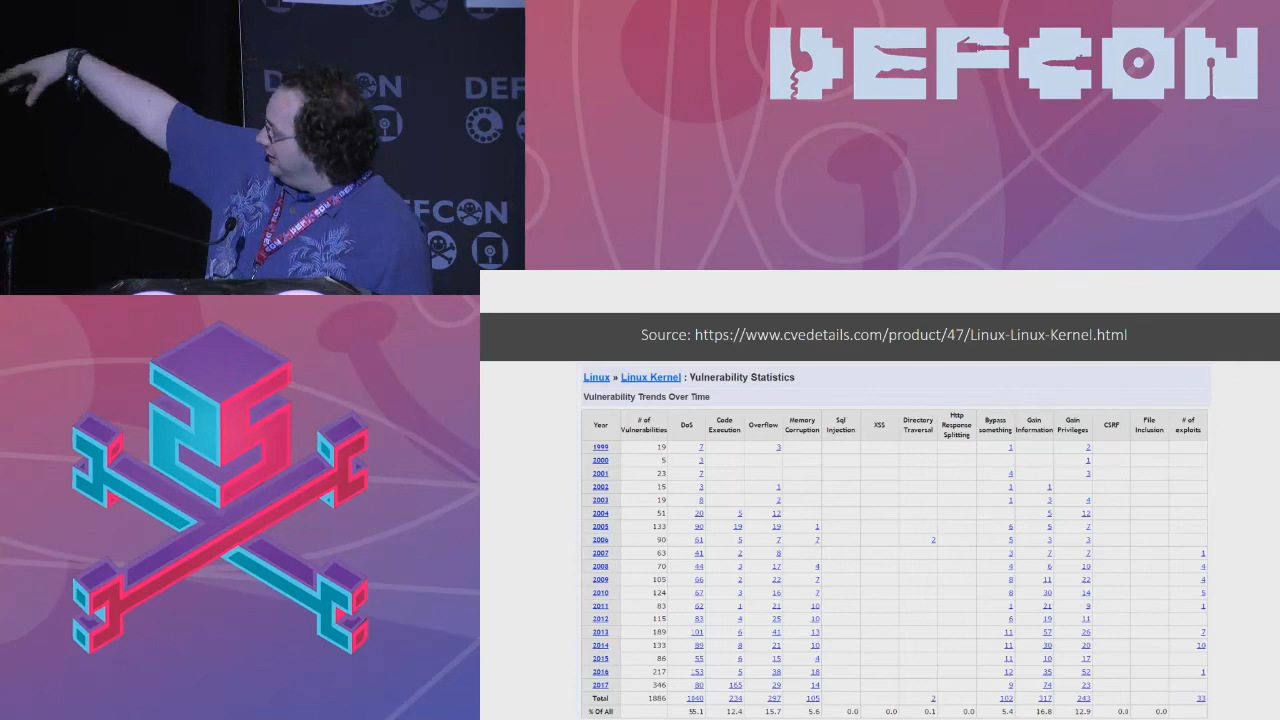 DEFCON
DEFCON
DEF
DEFCON
DEFCON
Source: https://www.cvedetails.com/product/47/Linux-Linux-Kernel.html
Linux » Linux Kernel : Vulnerability Statistics
Vulnerability Trends Over Time
Year # of Vulnerabilities DoS Code Execution Overflow Memory Corruption Sql Injection XSS Directory Traversal Http Response Splitting Bypass something Gain Information Gain Privileges CSRF File Inclusion # of exploits
1999 19 7 3 1 2
2000 5 3 1
2001 23 7 4 3
2002 15 3 1 1 1
2003 19 8 2 1 3 4
2004 51 20 5 12 5 12
2005 133 90 19 19 1 6 5 7
2006 90 61 5 7 7 2 5 3 3
2007 63 41 2 8 3 7 7 1
2008 70 44 3 17 4 4 6 10 4
2009 105 66 2 22 7 8 11 22 4
2010 124 67 3 16 7 8 30 14 5
2011 83 62 1 21 10 1 21 9 1
2012 115 83 4 25 10 6 19 11
2013 189 101 6 41 13 11 57 26 7
2014 133 89 8 21 10 11 30 20 10
2015 86 55 6 15 4 11 10 17
2016 217 153 5 38 18 12 35 52 1
2017 346 80 165 29 14 9 74 23
Total 1886 1040 234 297 105 2 102 317 243 33
% Of All 55.1 12.4 15.7 5.6 0.0 0.0 0.1 0.0 5.4 16.8 12.9 0.0 0.0